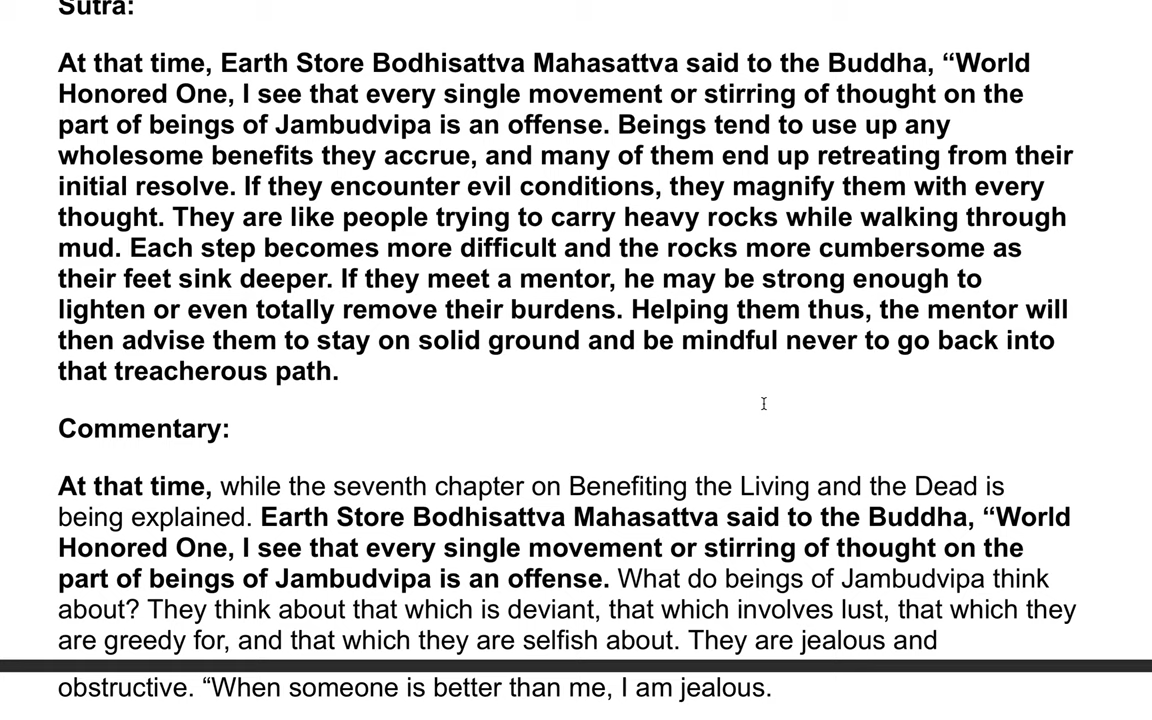 Sutra:
At that time, Earth Store Bodhisattva Mahasattva said to the Buddha, “World
Honored One, I see that every single movement or stirring of thought on the
part of beings of Jambudvipa is an offense. Beings tend to use up any
wholesome benefits they accrue, and many of them end up retreating from their
initial resolve. If they encounter evil conditions, they magnify them with every
thought. They are like people trying to carry heavy rocks while walking through
mud. Each step becomes more difficult and the rocks more cumbersome as
their feet sink deeper. If they meet a mentor, he may be strong enough to
lighten or even totally remove their burdens. Helping them thus, the mentor will
then advise them to stay on solid ground and be mindful never to go back into
that treacherous path.
Commentary:
At that time, while the seventh chapter on Benefiting the Living and the Dead is
being explained. Earth Store Bodhisattva Mahasattva said to the Buddha, “World
Honored One, I see that every single movement or stirring of thought on the
part of beings of Jambudvipa is an offense. What do beings of Jambudvipa think
about? They think about that which is deviant, that which involves lust, that which they
are greedy for, and that which they are selfish about. They are jealous and
obstructive. “When someone is better than me, I am jealous.